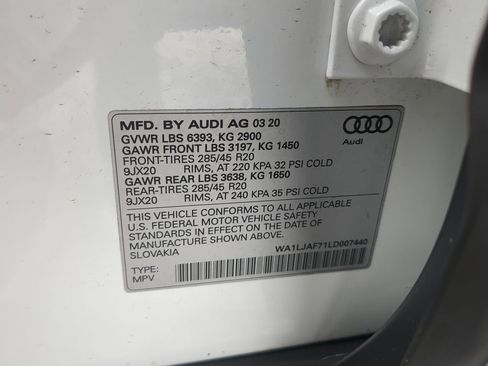 MFD. BY AUDI AG 03 20
GVWR LBS 6393, KG 2900
GAWR FRONT LBS 3197, KG 1450
FRONT-TIRES 285/45 R20
9JX20 RIMS, AT 220 KPA 32 PSI COLD
GAWR REAR LBS 3638, KG 1650
REAR-TIRES 285/45 R20
9JX20 RIMS, AT 240 KPA 35 PSI COLD
THIS VEHICLE CONFORMS TO ALL APPLICABLE
U.S. FEDERAL MOTOR VEHICLE SAFETY
STANDARDS IN EFFECT ON THE DATE OF
MANUFACTURE SHOWN ABOVE.
SLOVAKIA
WA1LJAF71LD007440
TYPE:
MPV
Audi